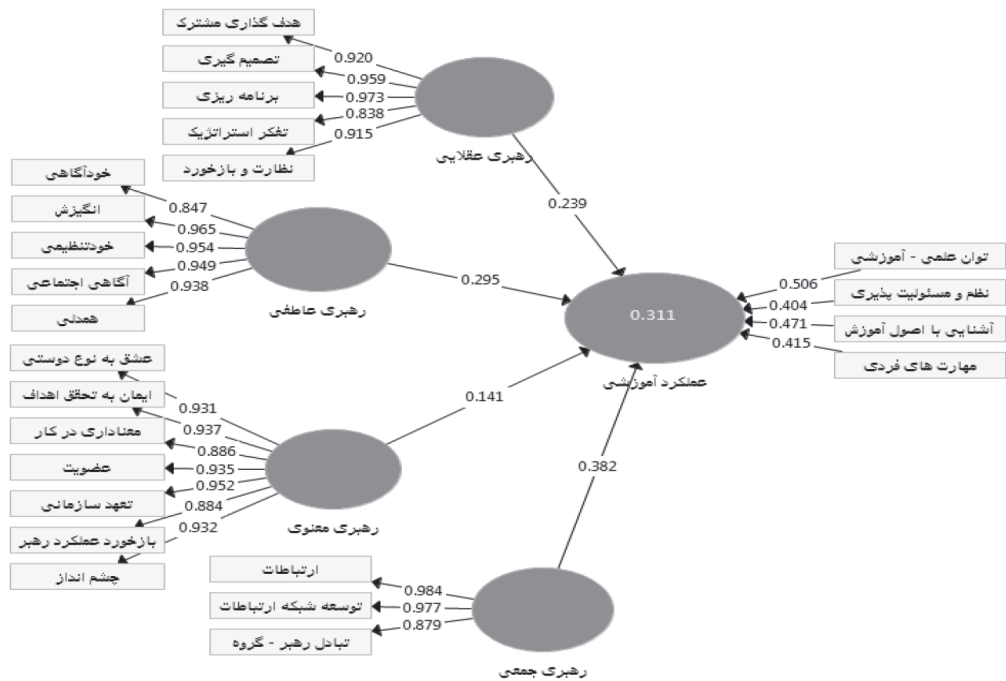 هدف گذاری مشترک
0.920
تصمیم گیری
0.959
برنامه ریزی
0.973
تفکر استراتژیک
0.838
نظارت و بازخورد
0.915
رهبری عقلایی
0.239
خودآگاهی
0.847
انگیزش
0.965
خودتنظیمی
0.954
آگاهی اجتماعی
0.949
همدلی
0.938
رهبری عاطفی
0.295
توان علمی - آموزشی
0.506
نظم و مسئولیت پذیری
0.404
آشنایی با اصول آموزش
0.471
مهارت های فردی
0.415
0.311
عملکرد آموزشی
عشق به نوع دوستی
0.931
ایمان به تحقق اهداف
0.937
معناداری در کار
0.886
عضویت
0.935
تعهد سازمانی
0.952
بازخورد عملکرد رهبر
0.884
چشم انداز
0.932
رهبری معنوی
0.141
0.382
ارتباطات
0.984
توسعه شبکه ارتباطات
0.977
تبادل رهبر - گروه
0.879
رهبری جمعی